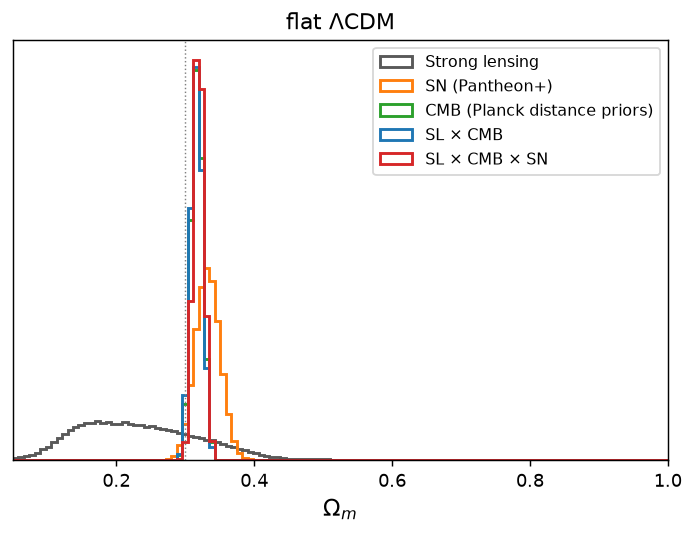 flat ΛCDM
Strong lensing
SN (Pantheon+)
CMB (Planck distance priors)
SL × CMB
SL × CMB × SN
0.2 0.4 0.6 0.8 1.0
Ωm